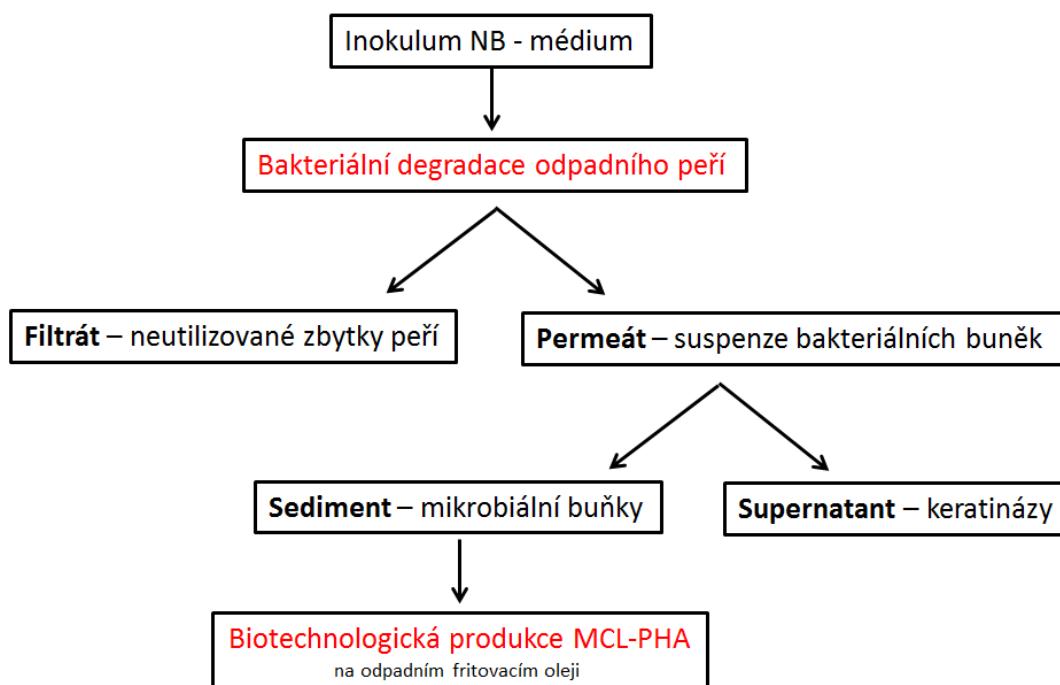 Inokulum NB - médium
Bakteriální degradace odpadního peří
Filtrát – neutilizované zbytky peří
Permeát – suspenze bakteriálních buněk
Sediment – mikrobiální buňky
Supernatant – keratinázy
Biotechnologická produkce MCL-PHA
na odpadním fritovacím oleji